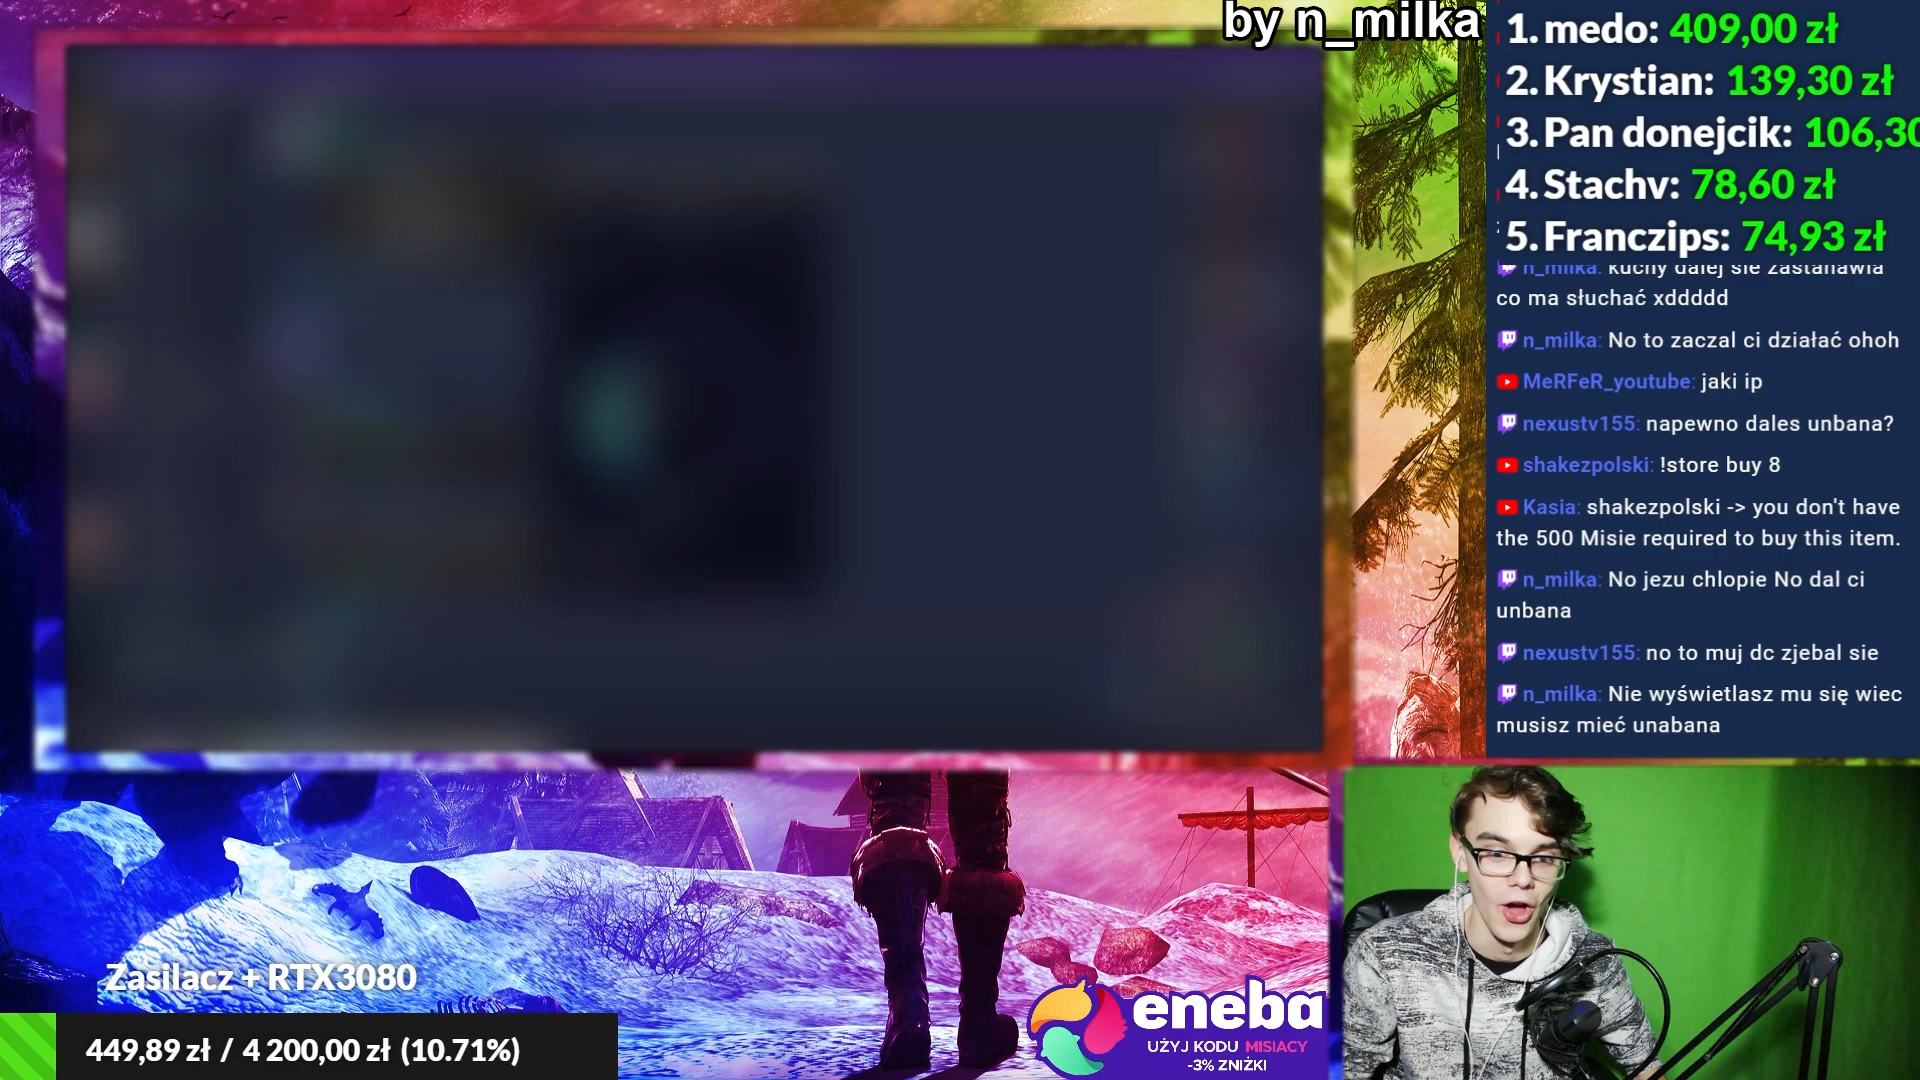 by n_milka
1. medo: 409,00 zł
2. Krystian: 139,30 zł
3. Pan donejcik: 106,30
4. Stachv: 78,60 zł
5. Franczips: 74,93 zł
n_milka: kuchy dalej sie zastanawia
co ma słuchać xddddd
n_milka: No to zaczal ci działać ohoh
MeRFeR_youtube: jaki ip
nexustv155: napewno dales unbana?
shakezpolski: !store buy 8
Kasia: shakezpolski -> you don't have
the 500 Misie required to buy this item.
n_milka: No jezu chlopie No dal ci
unbana
nexustv155: no to muj dc zjebal sie
n_milka: Nie wyświetlasz mu się wiec
musisz mieć unabana
Zasilacz + RTX3080
449,89 zł / 4 200,00 zł (10.71%)
eneba
UŻYJ KODU MISIACY
-3% ZNIŻKI